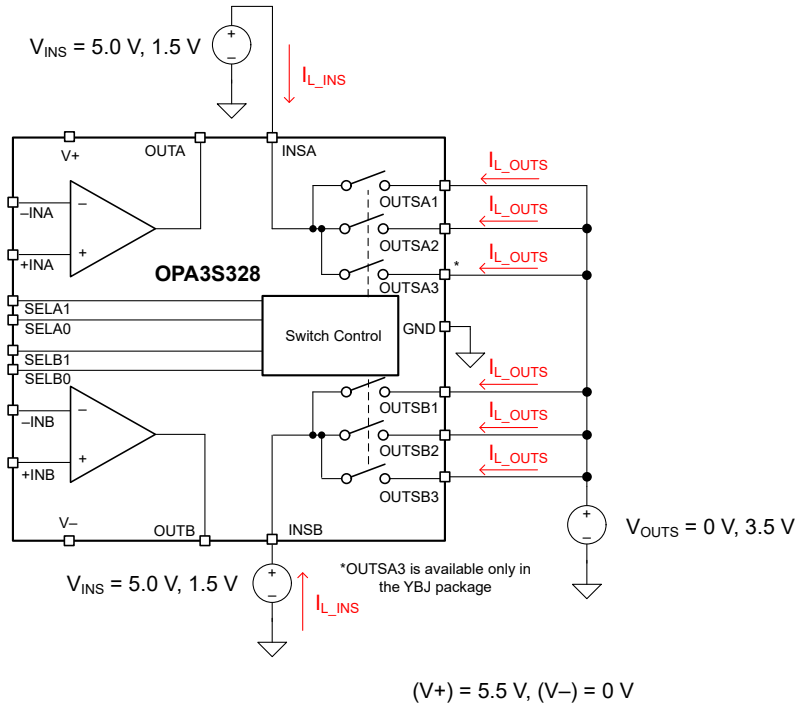 V_INS = 5.0 V, 1.5 V
+
−
I_L_INS
V+
OUTA
INSA
−INA
−
+INA
+
OPA3S328
OUTSA1
I_L_OUTS
OUTSA2
I_L_OUTS
OUTSA3
*
I_L_OUTS
SELA1
SELA0
SELB1
SELB0
Switch Control
GND
−INB
−
+INB
+
OUTSB1
I_L_OUTS
OUTSB2
I_L_OUTS
OUTSB3
I_L_OUTS
V–
OUTB
INSB
+
−
V_OUTS = 0 V, 3.5 V
V_INS = 5.0 V, 1.5 V
+
−
I_L_INS
*OUTSA3 is available only in
the YBJ package
(V+) = 5.5 V, (V–) = 0 V